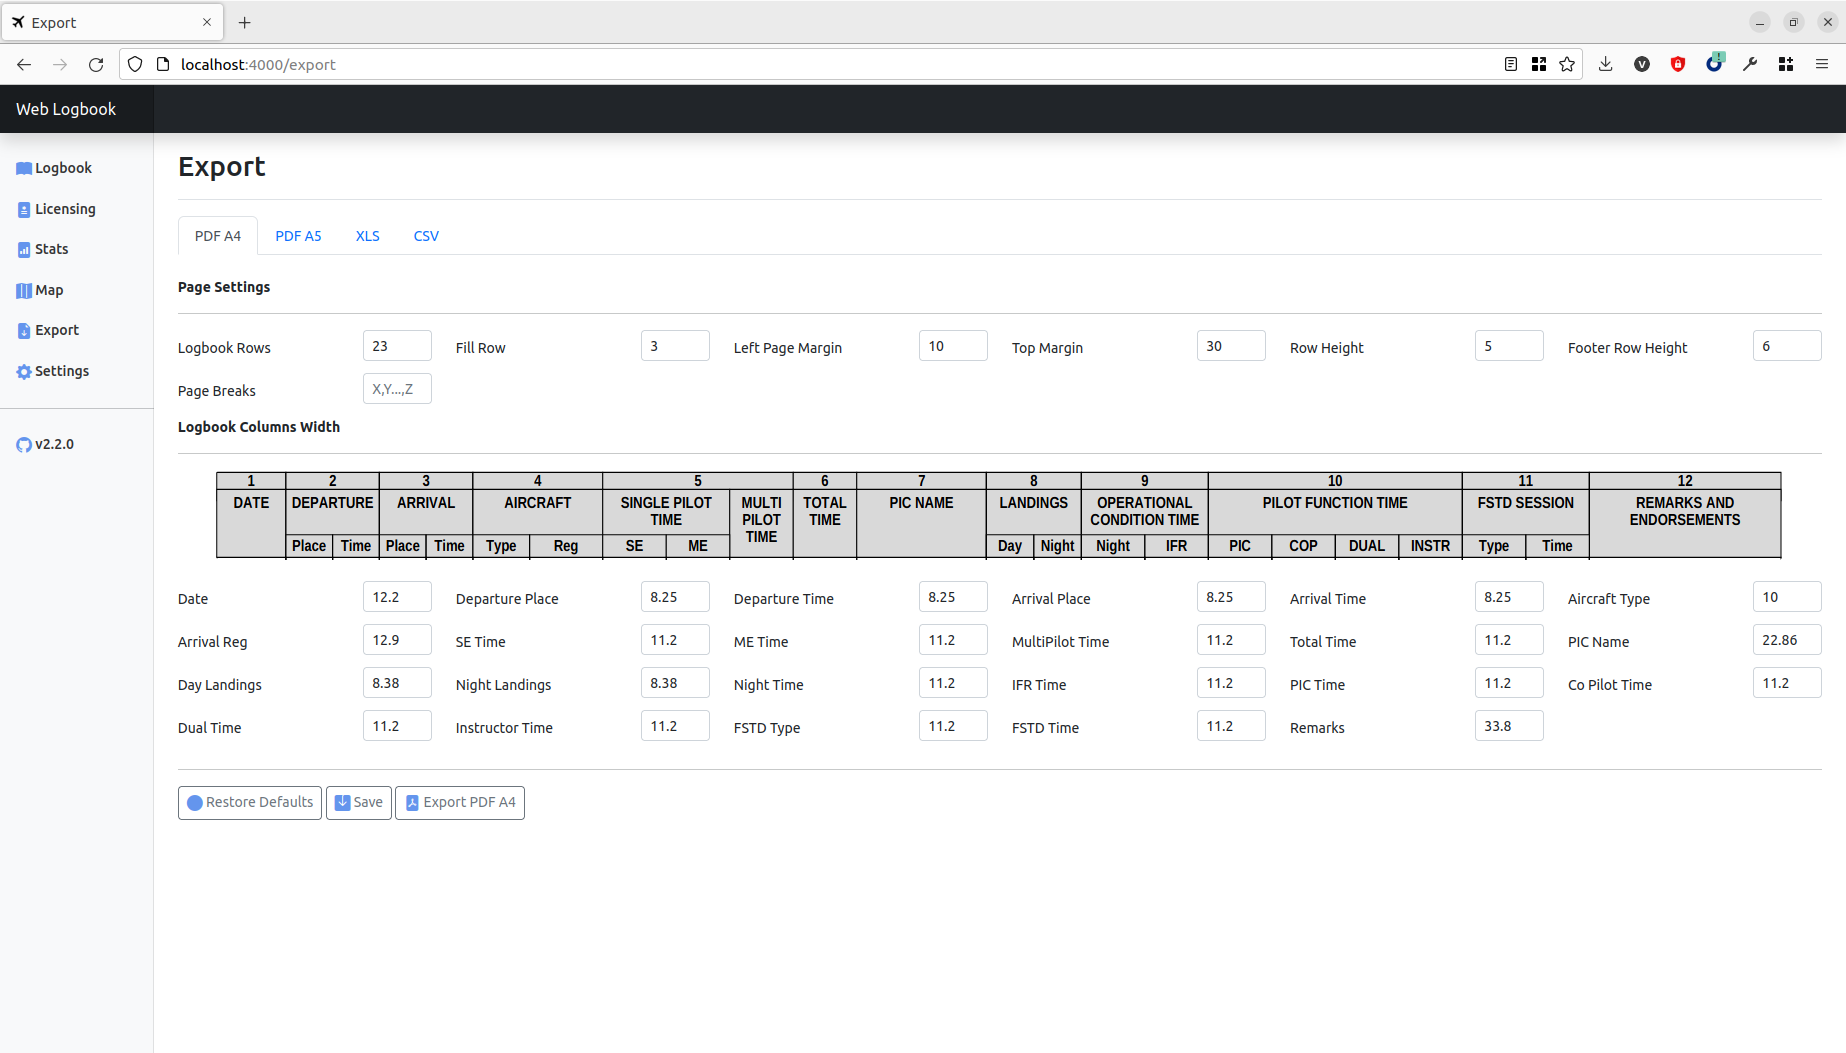 Export
localhost:4000/export
Web Logbook
Logbook
Licensing
Stats
Map
Export
Settings
v2.2.0
Export
PDF A4 PDF A5 XLS CSV
Page Settings
Logbook Rows 23 Fill Row 3 Left Page Margin 10 Top Margin 30 Row Height 5 Footer Row Height 6
Page Breaks X,Y...,Z
Logbook Columns Width
1 2 3 4 5 6 7 8 9 10 11 12
DATE DEPARTURE ARRIVAL AIRCRAFT SINGLE PILOT MULTI TOTAL PIC NAME LANDINGS OPERATIONAL PILOT FUNCTION TIME FSTD SESSION REMARKS AND
TIME PILOT TIME CONDITION TIME ENDORSEMENTS
TIME
Place Time Place Time Type Reg SE ME Day Night Night IFR PIC COP DUAL INSTR Type Time
Date 12.2 Departure Place 8.25 Departure Time 8.25 Arrival Place 8.25 Arrival Time 8.25 Aircraft Type 10
Arrival Reg 12.9 SE Time 11.2 ME Time 11.2 MultiPilot Time 11.2 Total Time 11.2 PIC Name 22.86
Day Landings 8.38 Night Landings 8.38 Night Time 11.2 IFR Time 11.2 PIC Time 11.2 Co Pilot Time 11.2
Dual Time 11.2 Instructor Time 11.2 FSTD Type 11.2 FSTD Time 11.2 Remarks 33.8
Restore Defaults Save Export PDF A4